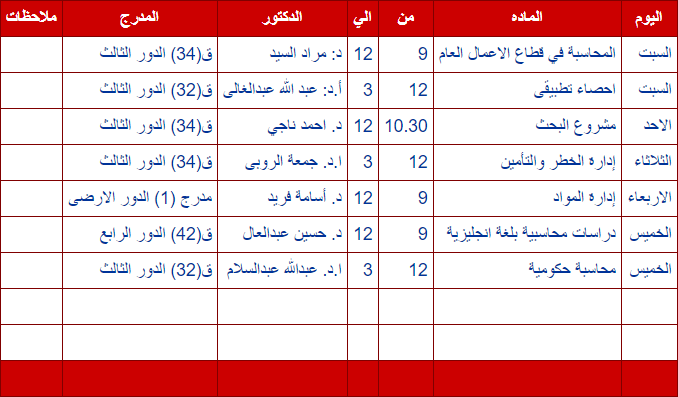 اليوم الماده من الي الدكتور المدرج ملاحظات
السبت المحاسبة في قطاع الاعمال العام 9 12 د: مراد السيد ق(34) الدور الثالث
السبت احصاء تطبيقى 12 3 أ.د: عبد الله عبدالغالى ق(32) الدور الثالث
الاحد مشروع البحث 10.30 12 د. احمد ناجي ق(34) الدور الثالث
الثلاثاء إدارة الخطر والتأمين 12 3 ا.د. جمعة الروبى ق(34) الدور الثالث
الاربعاء إدارة المواد 9 12 د. أسامة فريد مدرج (1) الدور الارضى
الخميس دراسات محاسبية بلغة انجليزية 9 12 د. حسين عبدالعال ق(42) الدور الرابع
الخميس محاسبة حكومية 12 3 ا.د. عبدالله عبدالسلام ق(32) الدور الثالث